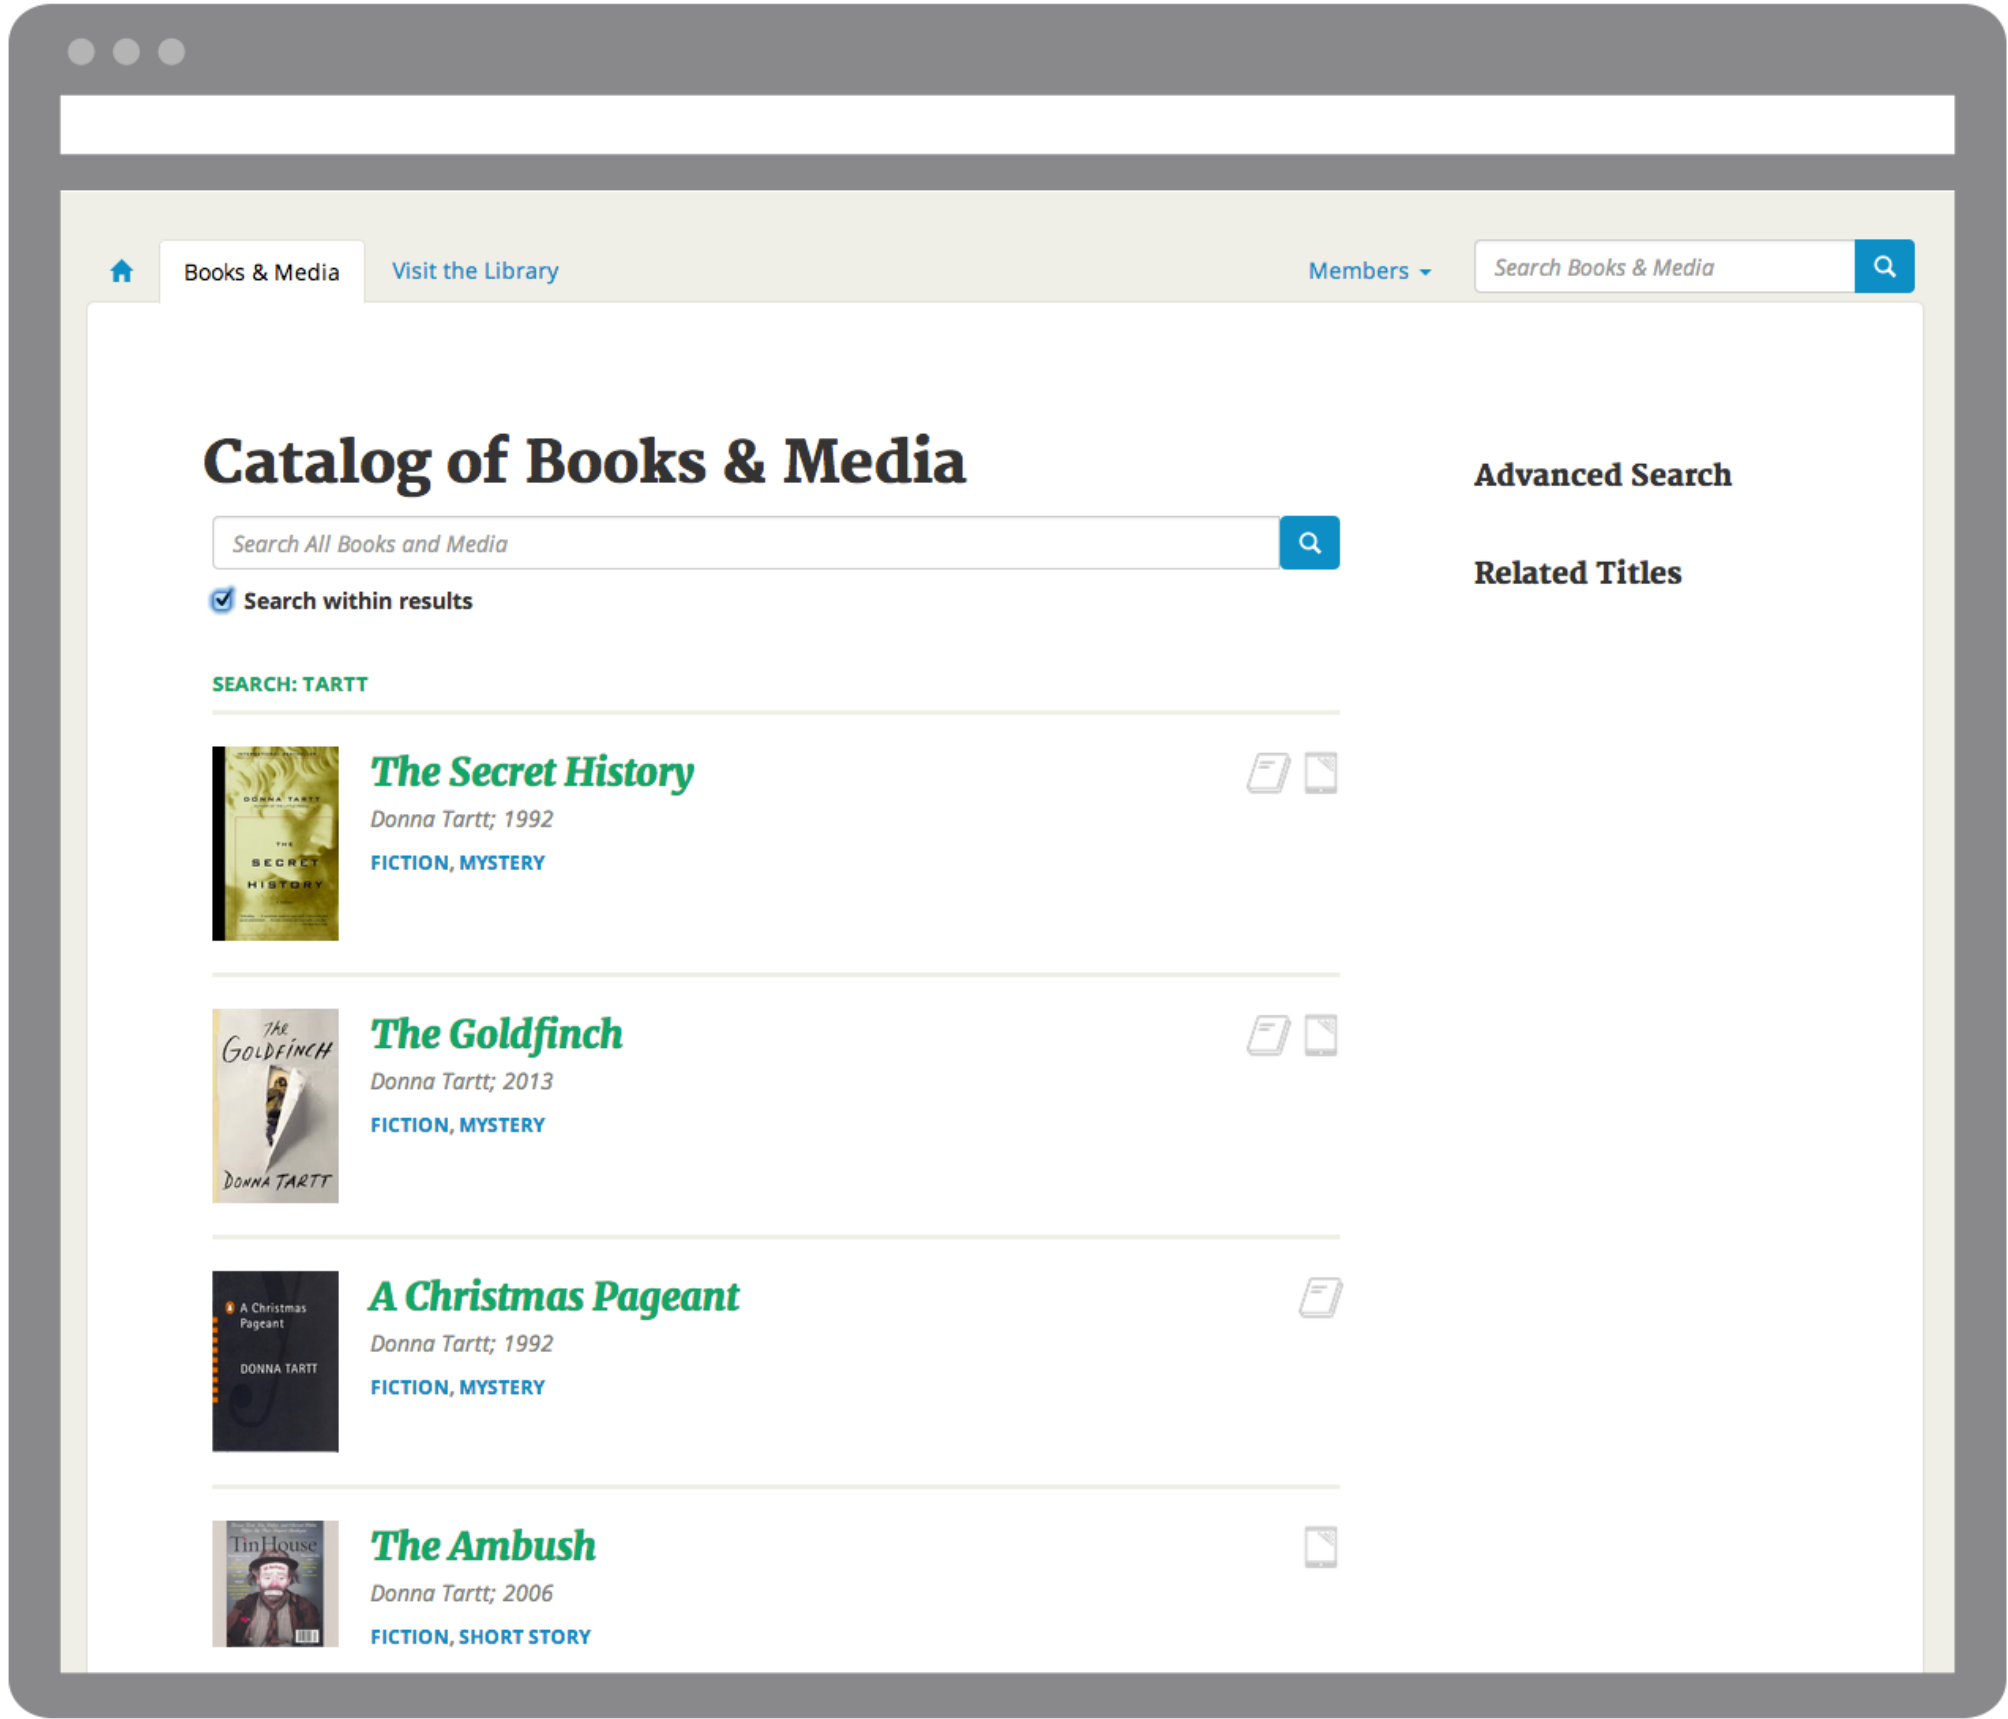 Books & Media
Visit the Library
Members
Search Books & Media
Catalog of Books & Media
Advanced Search
Search All Books and Media
Related Titles
Search within results
SEARCH: TARTT
DONNA TARTT
THE
SECRET
HISTORY
The Secret History
Donna Tartt; 1992
FICTION, MYSTERY
The
GOLDFINCH
DONNA TARTT
The Goldfinch
Donna Tartt; 2013
FICTION, MYSTERY
A Christmas
Pageant
DONNA TARTT
A Christmas Pageant
Donna Tartt; 1992
FICTION, MYSTERY
Tin House
The Ambush
Donna Tartt; 2006
FICTION, SHORT STORY